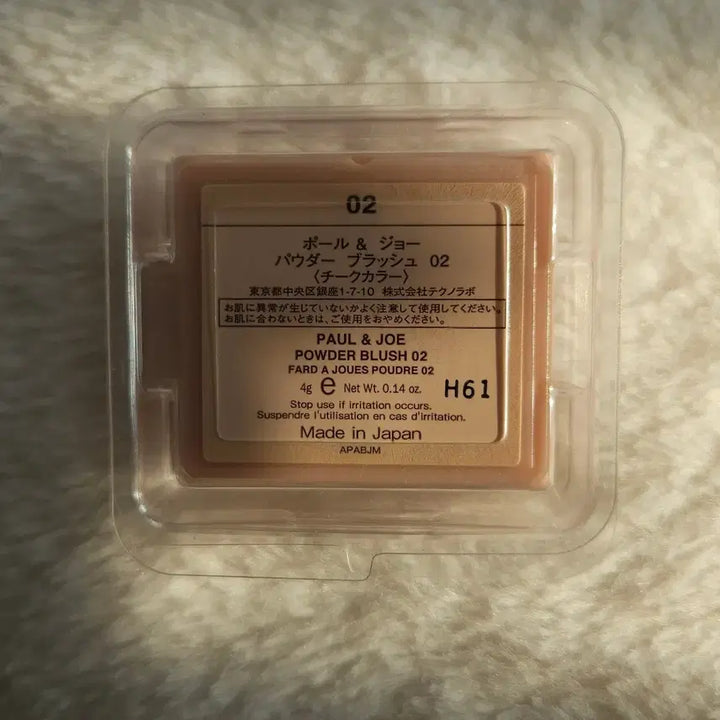 02
ポール & ジョー
パウダー ブラッシュ 02
〈チークカラー〉
東京都中央区銀座1-7-10 株式会社テクノラボ
お肌に異常が生じていないかよく注意して使用してください。
お肌に合わないときは、ご使用をおやめください。
PAUL & JOE
POWDER BLUSH 02
FARD A JOUES POUDRE 02
4g e Net Wt. 0.14 oz. H61
Stop use if irritation occurs.
Suspendre l'utilisation en cas d'irritation.
Made in Japan
APABJM